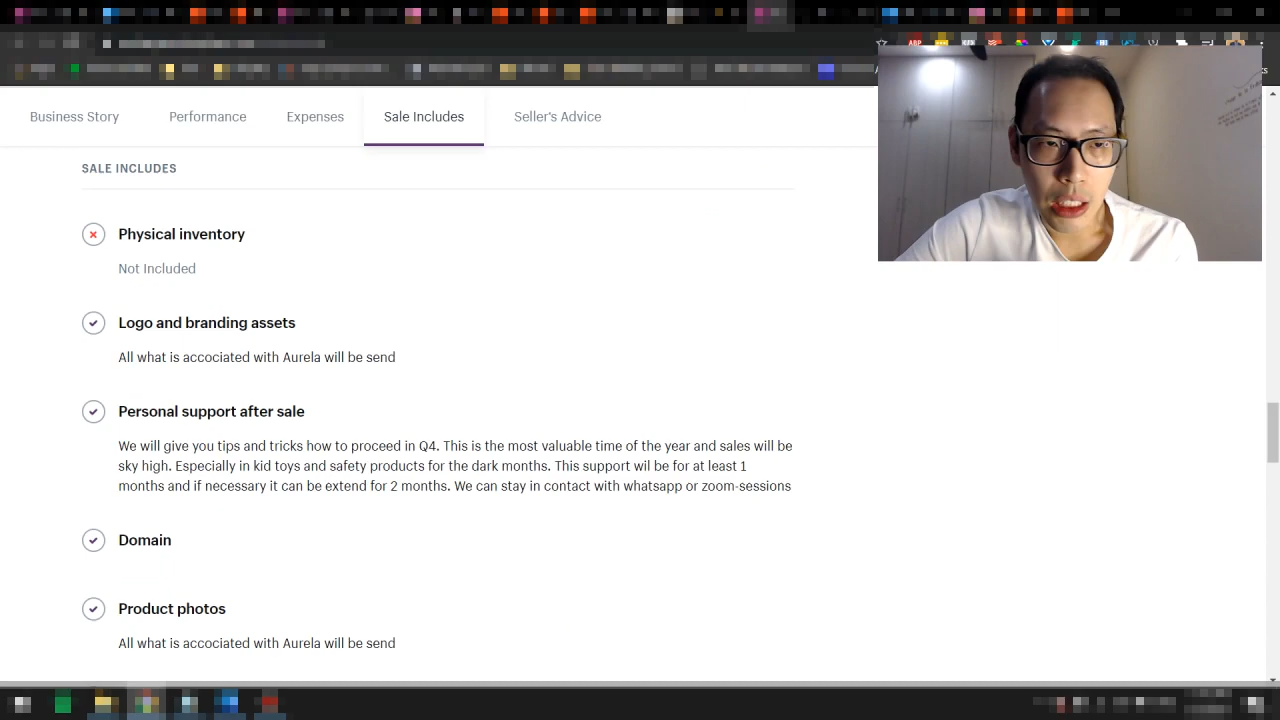 ABP
Business Story
Performance
Expenses
Sale Includes
Seller's Advice
SALE INCLUDES
Physical inventory
Not Included
Logo and branding assets
All what is accociated with Aurela will be send
Personal support after sale
We will give you tips and tricks how to proceed in Q4. This is the most valuable time of the year and sales will be
sky high. Especially in kid toys and safety products for the dark months. This support wil be for at least 1
months and if necessary it can be extend for 2 months. We can stay in contact with whatsapp or zoom-sessions
Domain
Product photos
All what is accociated with Aurela will be send